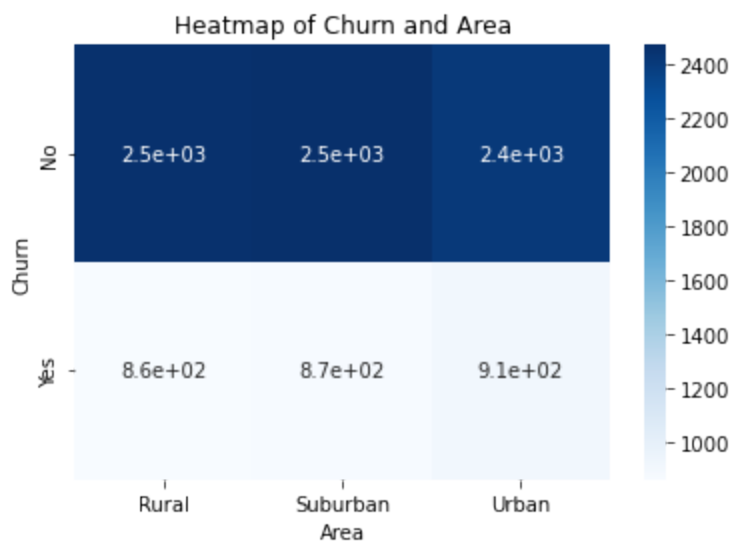 Heatmap of Churn and Area
2400
2200
2000
1800
1600
1400
1200
1000
Churn
No
2.5e+03 2.5e+03 2.4e+03
Yes
8.6e+02 8.7e+02 9.1e+02
Rural Suburban Urban
Area